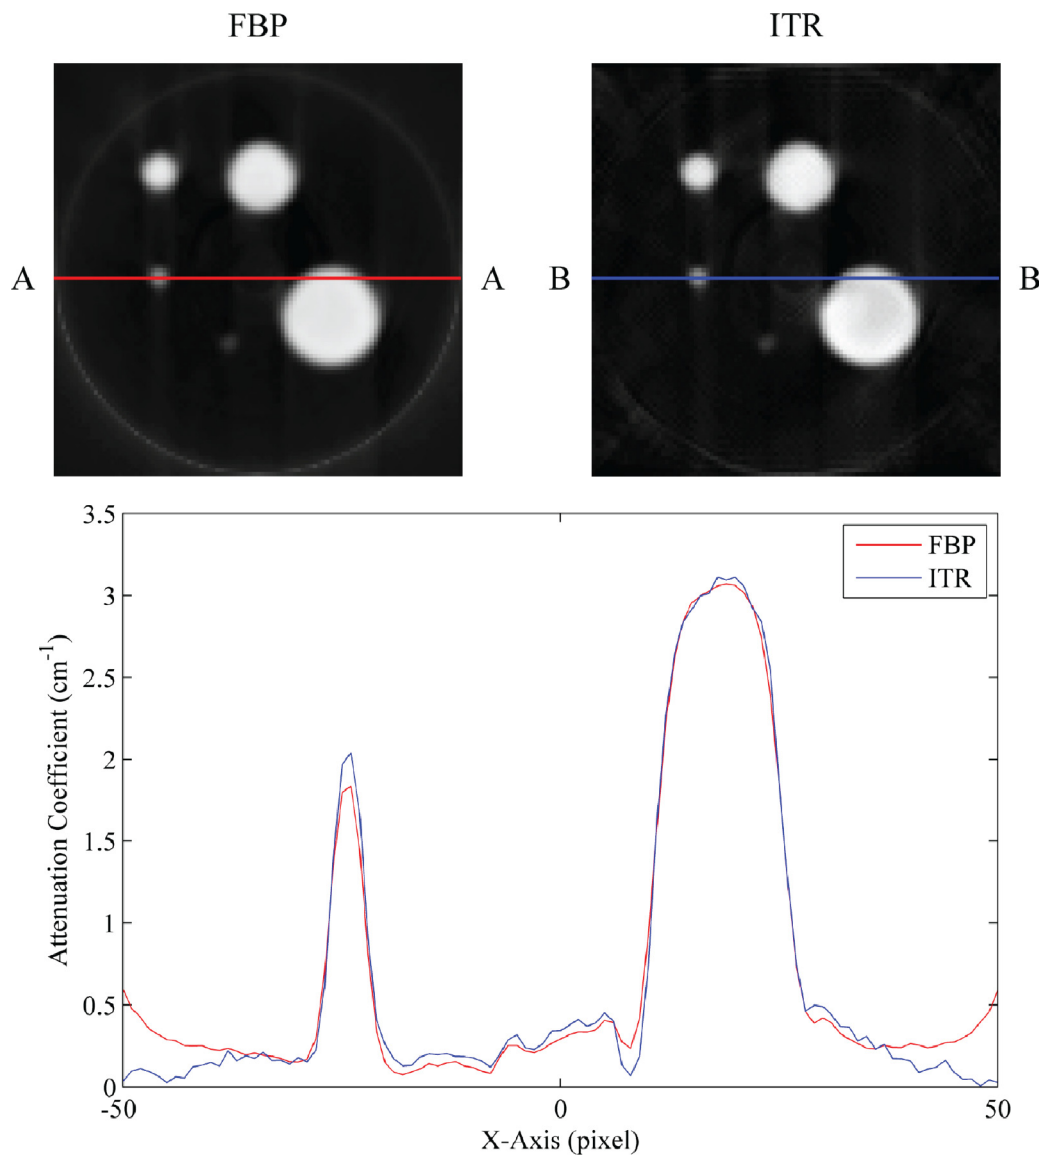 FBP
ITR
A
A
B
B
3.5
3
2.5
2
1.5
1
0.5
0
Attenuation Coefficient (cm⁻¹)
FBP
ITR
-50
0
50
X-Axis (pixel)